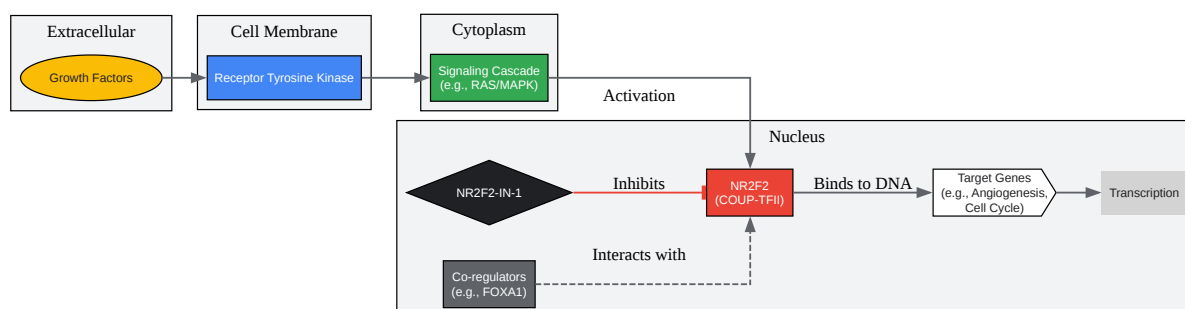 Extracellular
Growth Factors
Cell Membrane
Receptor Tyrosine Kinase
Cytoplasm
Signaling Cascade
(e.g., RAS/MAPK)
Activation
Nucleus
NR2F2-IN-1
Inhibits
NR2F2
(COUP-TFII)
Binds to DNA
Target Genes
(e.g., Angiogenesis,
Cell Cycle)
Transcription
Interacts with
Co-regulators
(e.g., FOXA1)